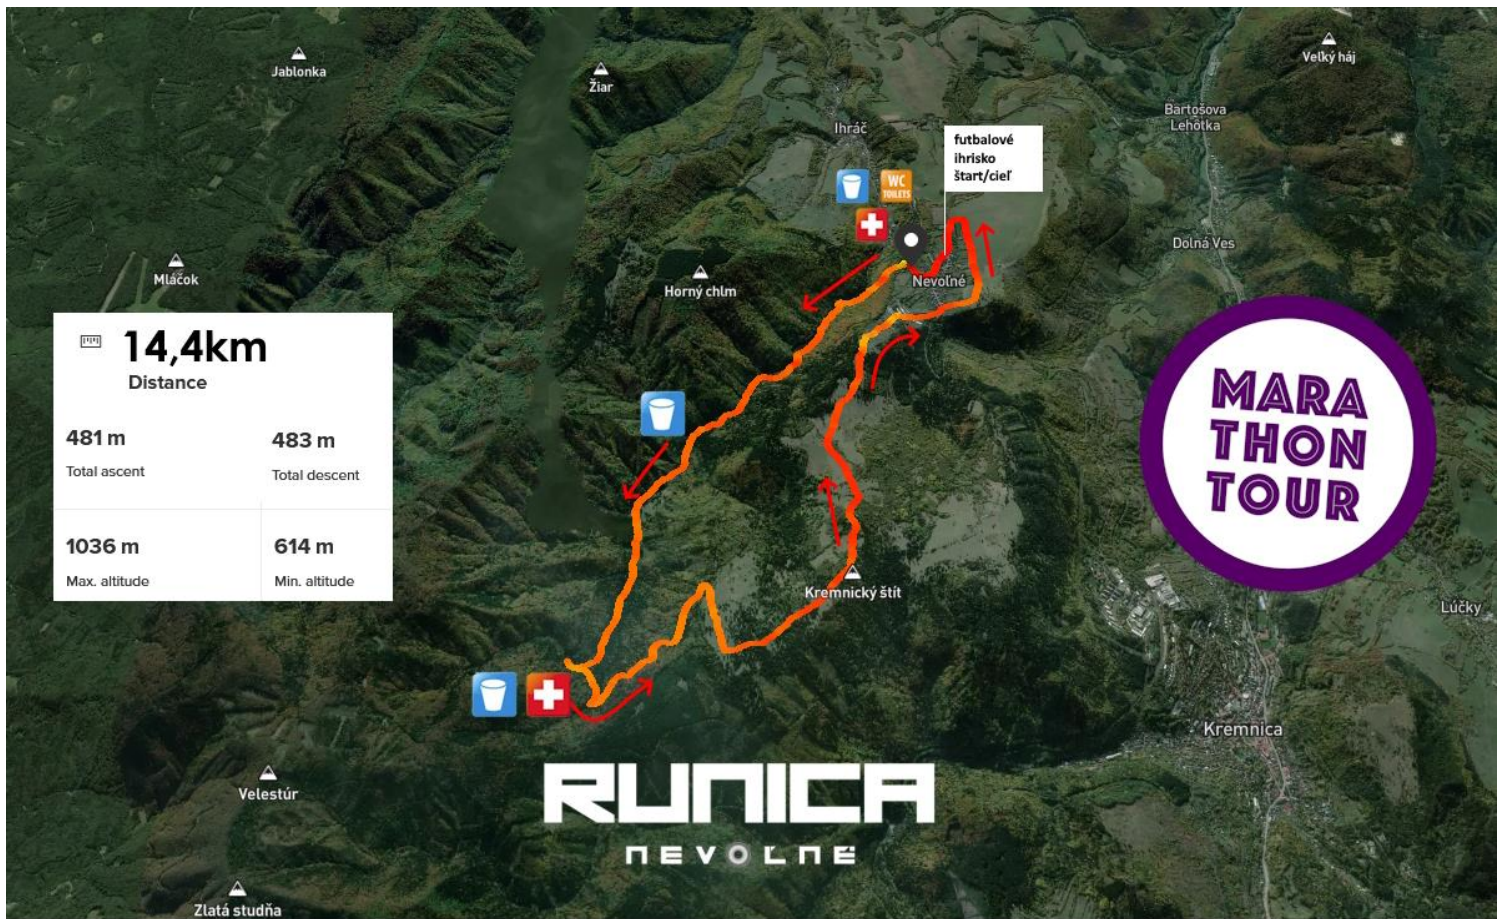 Jablonka
Žiar
Veľký háj
Bartošova
Lehôtka
Ihráč
futbalové
ihrisko
štart/cieľ
WC
TOILETS
Dolná Ves
Mláčok
Horný chlm
Nevoľné
14,4km
Distance
481 m
Total ascent
483 m
Total descent
1036 m
Max. altitude
614 m
Min. altitude
MARA
THON
TOUR
Kremnický štít
Lúčky
Kremnica
Velestúr
RUNICA
NEVOĽNÉ
Zlatá studňa